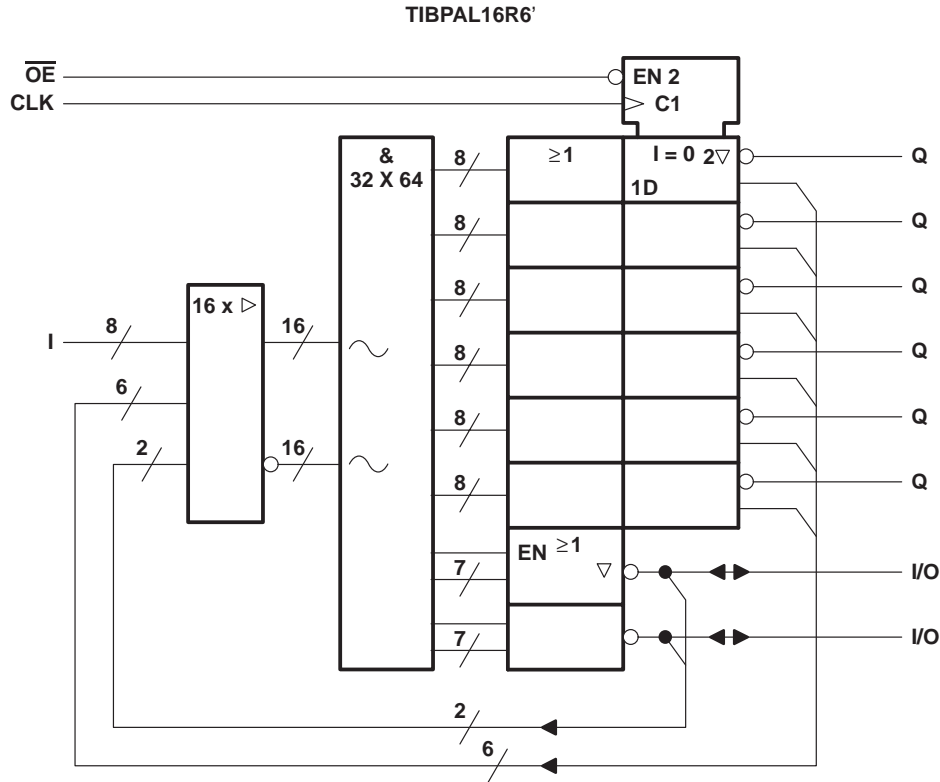 TIBPAL16R6'
OE
EN 2
CLK
C1
&
32 X 64
8
≥1
I = 0 2▽
Q
1D
8
Q
16 x ▷
8
Q
I
8
16
8
Q
6
8
Q
2
16
8
Q
EN ≥1
▽
7
I/O
7
I/O
2
6